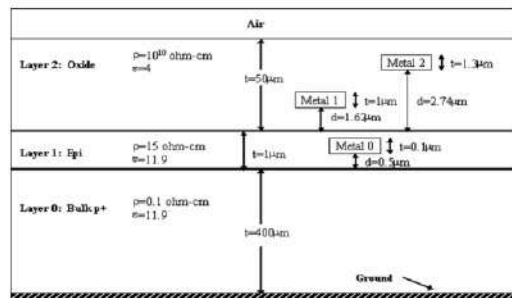 Air
Layer 2: Oxide
ρ=10¹⁰ ohm-cm
ε=4
t=50μm
Metal 2
t=1.3μm
Metal 1
t=1μm
d=1.62μm
d=2.74μm
Layer 1: Epi
ρ=15 ohm-cm
ε=11.9
t=1μm
Metal 0
t=0.1μm
d=0.5μm
Layer 0: Bulk p+
ρ=0.1 ohm-cm
ε=11.9
t=400μm
Ground